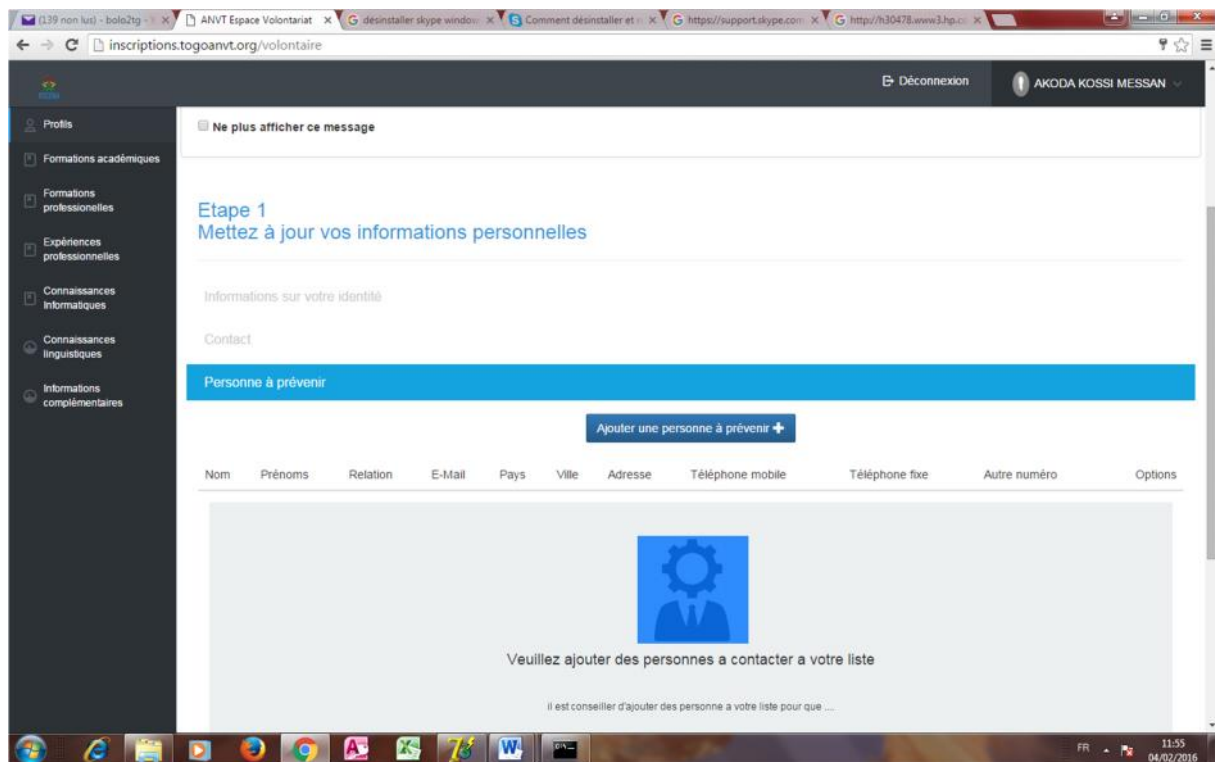 (139 non lus) - bolo2tg -
ANVT Espace Volontariat
désinstaller skype window
Comment désinstaller et r
https://support.skype.com
http://h30478.www3.hp.co
inscriptions.togoanvt.org/volontaire
Déconnexion
AKODA KOSSI MESSAN
Profils
Formations académiques
Formations
professionelles
Expériences
professionnelles
Connaissances
Informatiques
Connaissances
linguistiques
Informations
complémentaires
Ne plus afficher ce message
Etape 1
Mettez à jour vos informations personnelles
Informations sur votre identité
Contact
Personne à prévenir
Ajouter une personne à prévenir
Nom Prénoms Relation E-Mail Pays Ville Adresse Téléphone mobile Téléphone fixe Autre numéro Options
Veuillez ajouter des personnes a contacter a votre liste
il est conseiller d'ajouter des personne a votre liste pour que ...
FR
11:55
04/02/2016